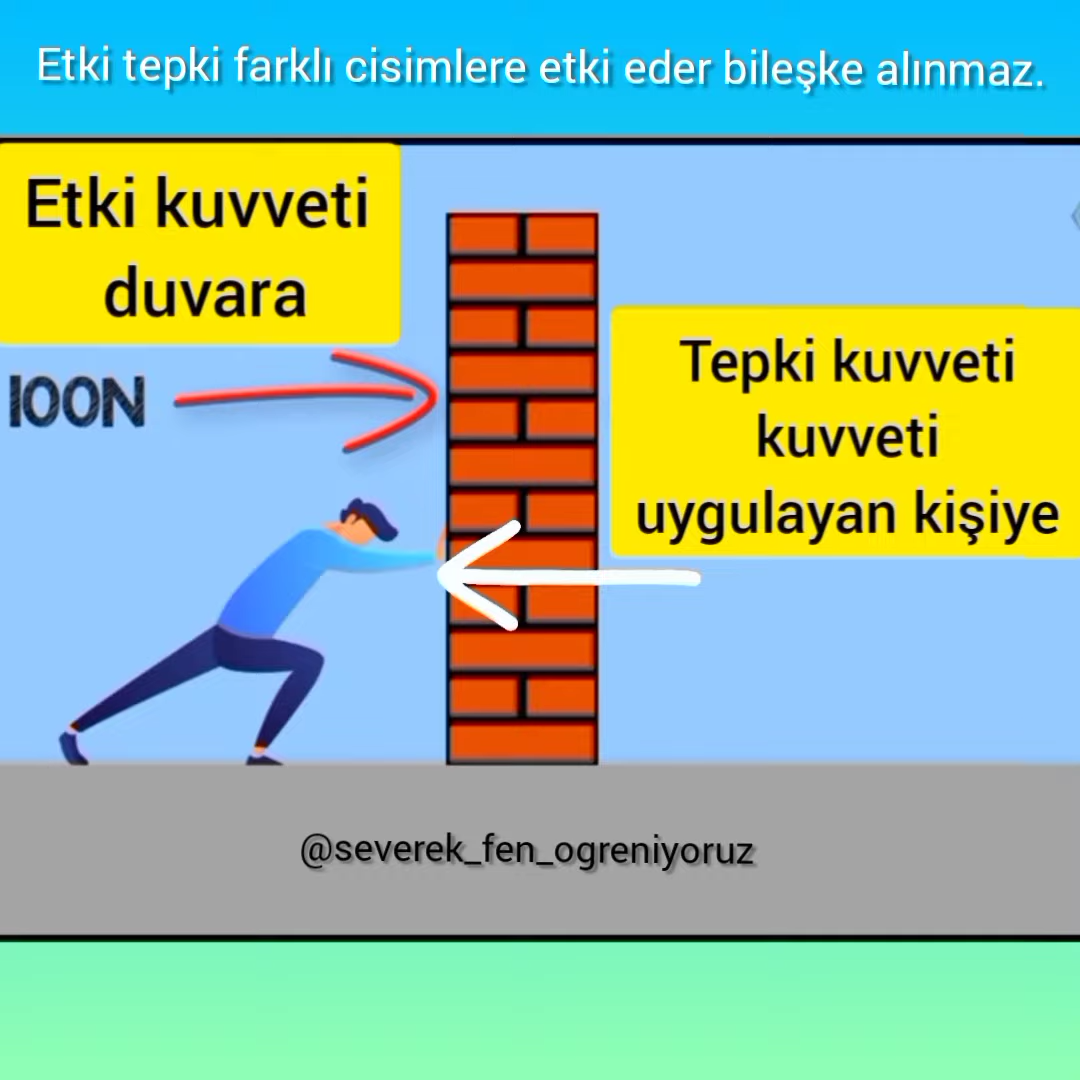 Etki tepki farklı cisimlere etki eder bileşke alınmaz.
Etki kuvveti
duvara
100N
Tepki kuvveti
kuvveti
uygulayan kişiye
@severek_fen_ogreniyoruz